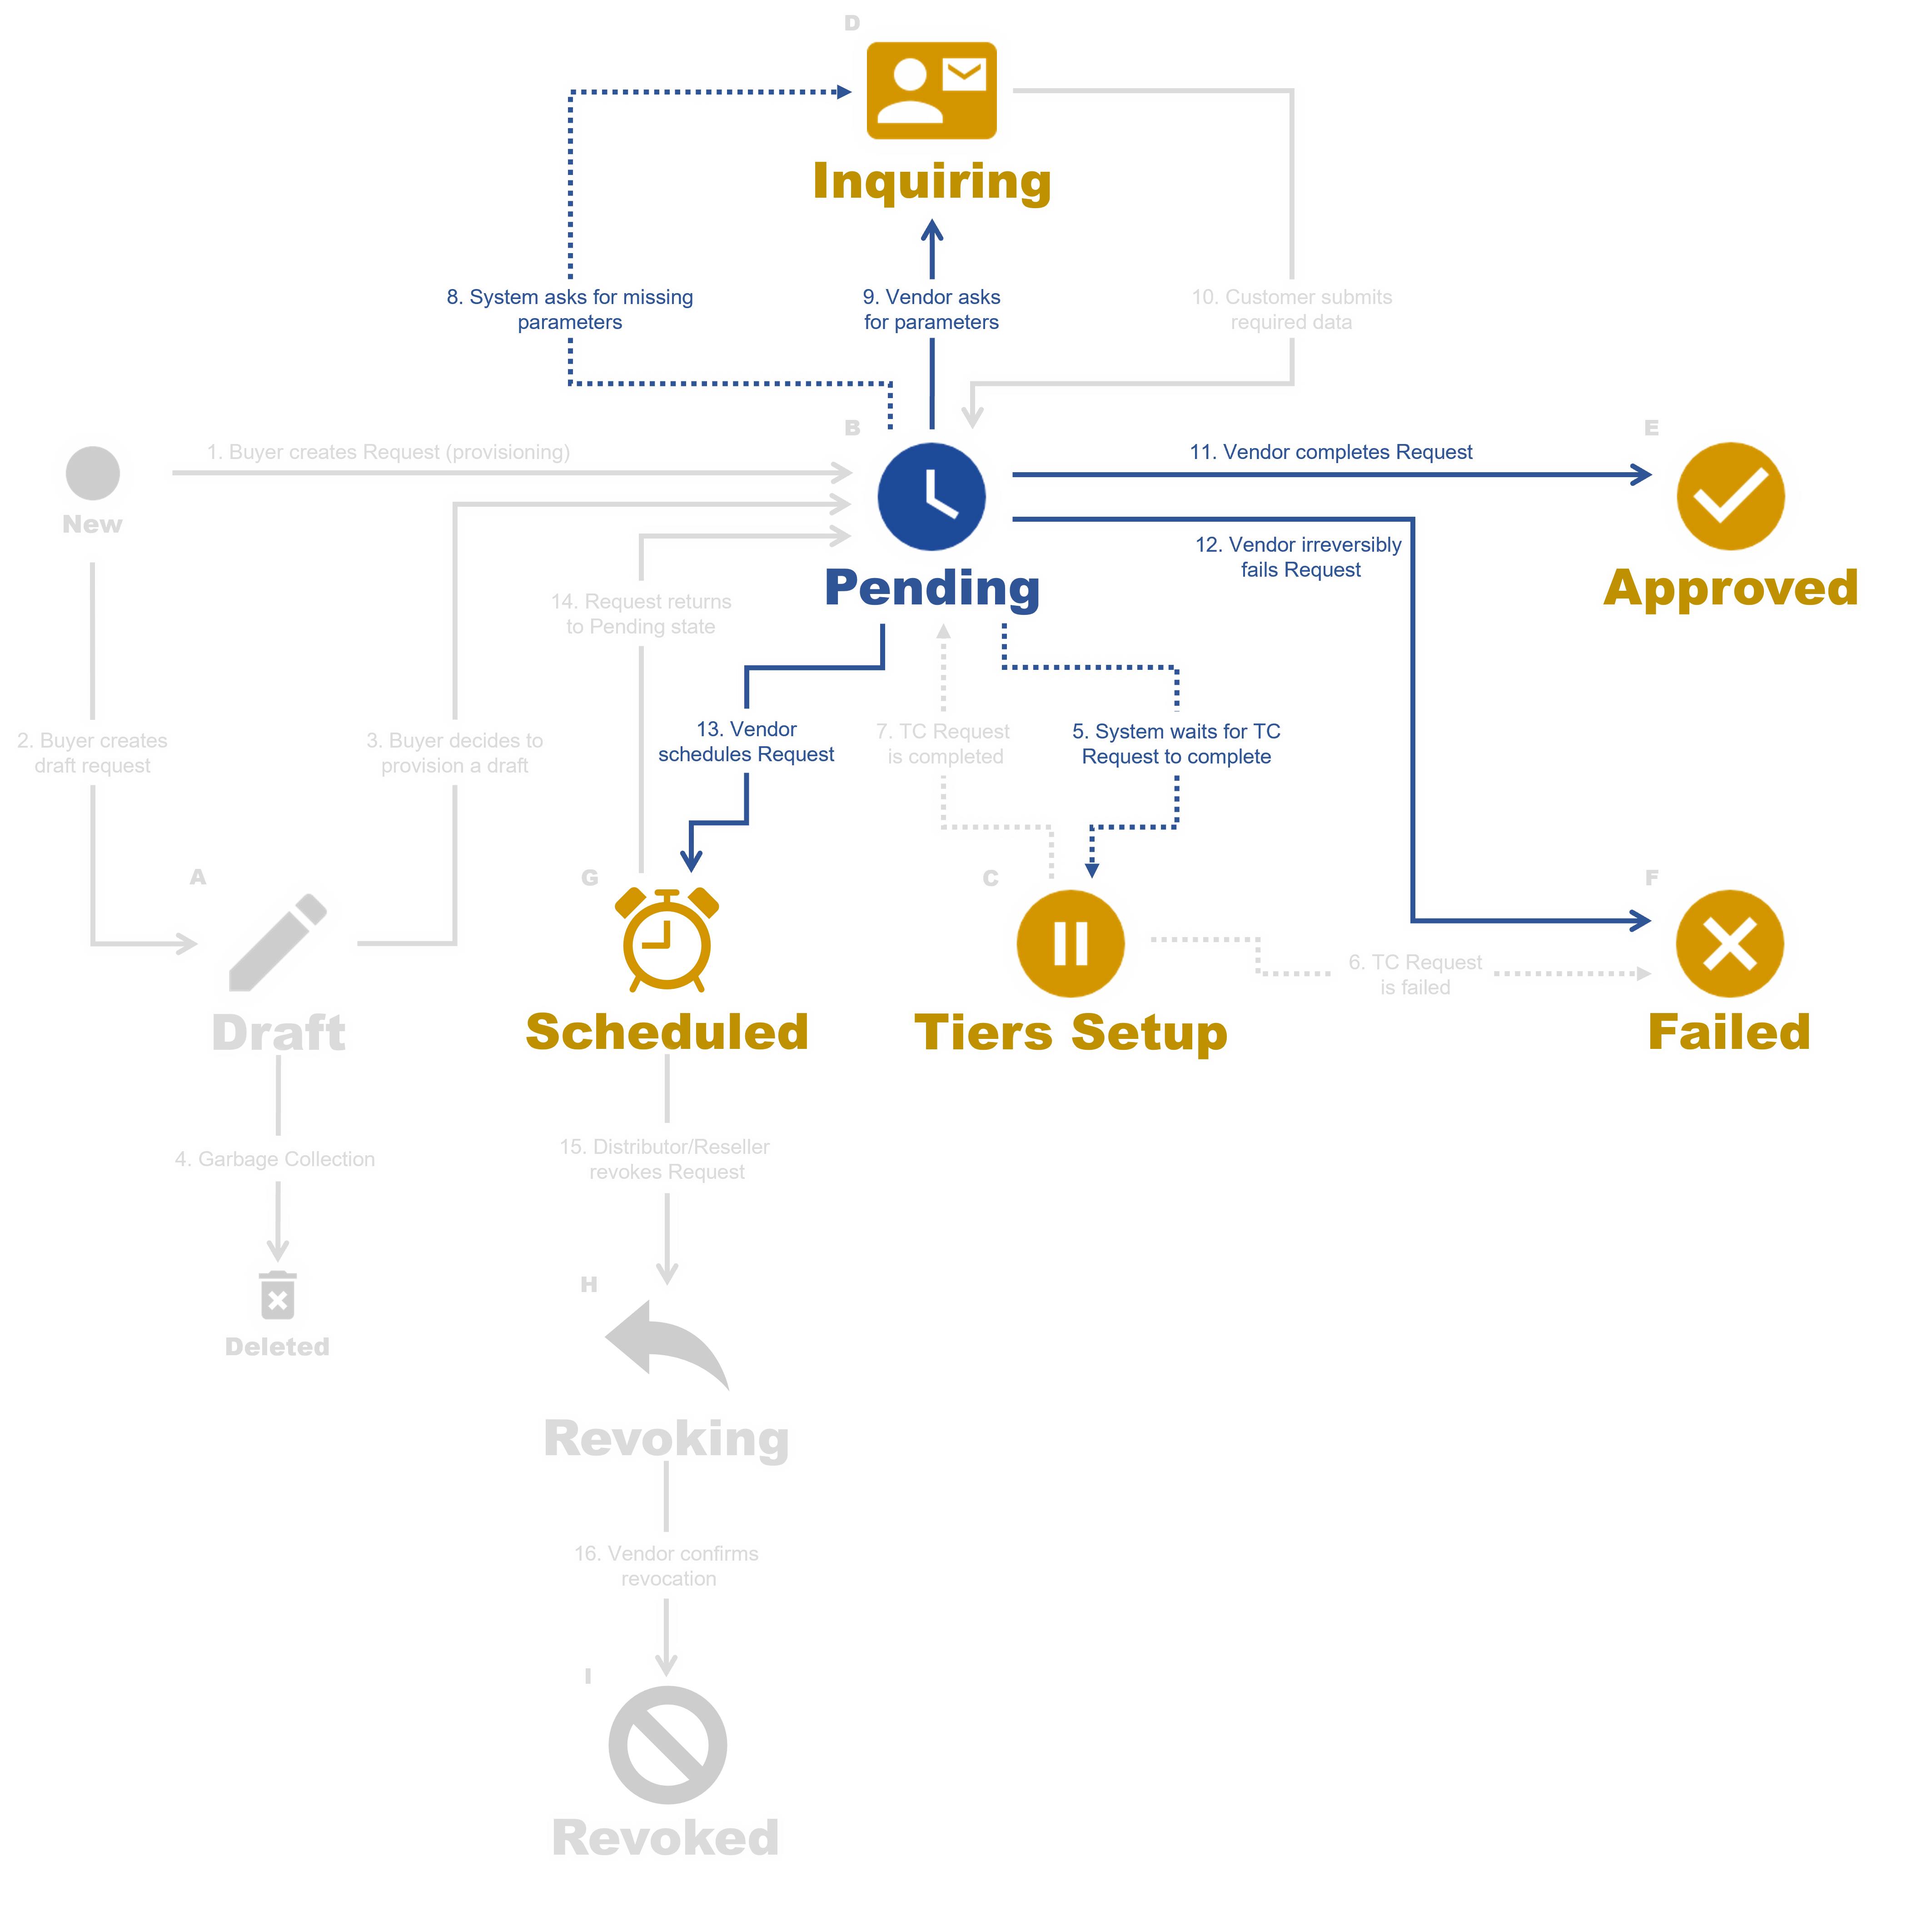 D
Inquiring
8. System asks for missing
parameters
9. Vendor asks
for parameters
10. Customer submits
required data
B
E
1. Buyer creates Request (provisioning)
11. Vendor completes Request
New
12. Vendor irreversibly
fails Request
Pending
Approved
14. Request returns
to Pending state
2. Buyer creates
draft request
3. Buyer decides to
provision a draft
13. Vendor
schedules Request
7. TC Request
is completed
5. System waits for TC
Request to complete
A
G
C
F
6. TC Request
is failed
Draft
Scheduled
Tiers Setup
Failed
4. Garbage Collection
15. Distributor/Reseller
revokes Request
H
Deleted
Revoking
16. Vendor confirms
revocation
I
Revoked